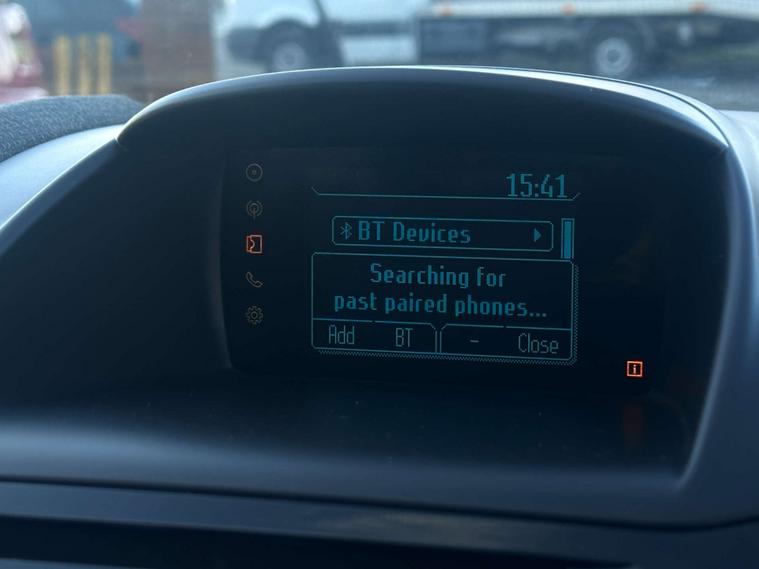 15:41
BT Devices
Searching for
past paired phones...
Add BT - Close
i